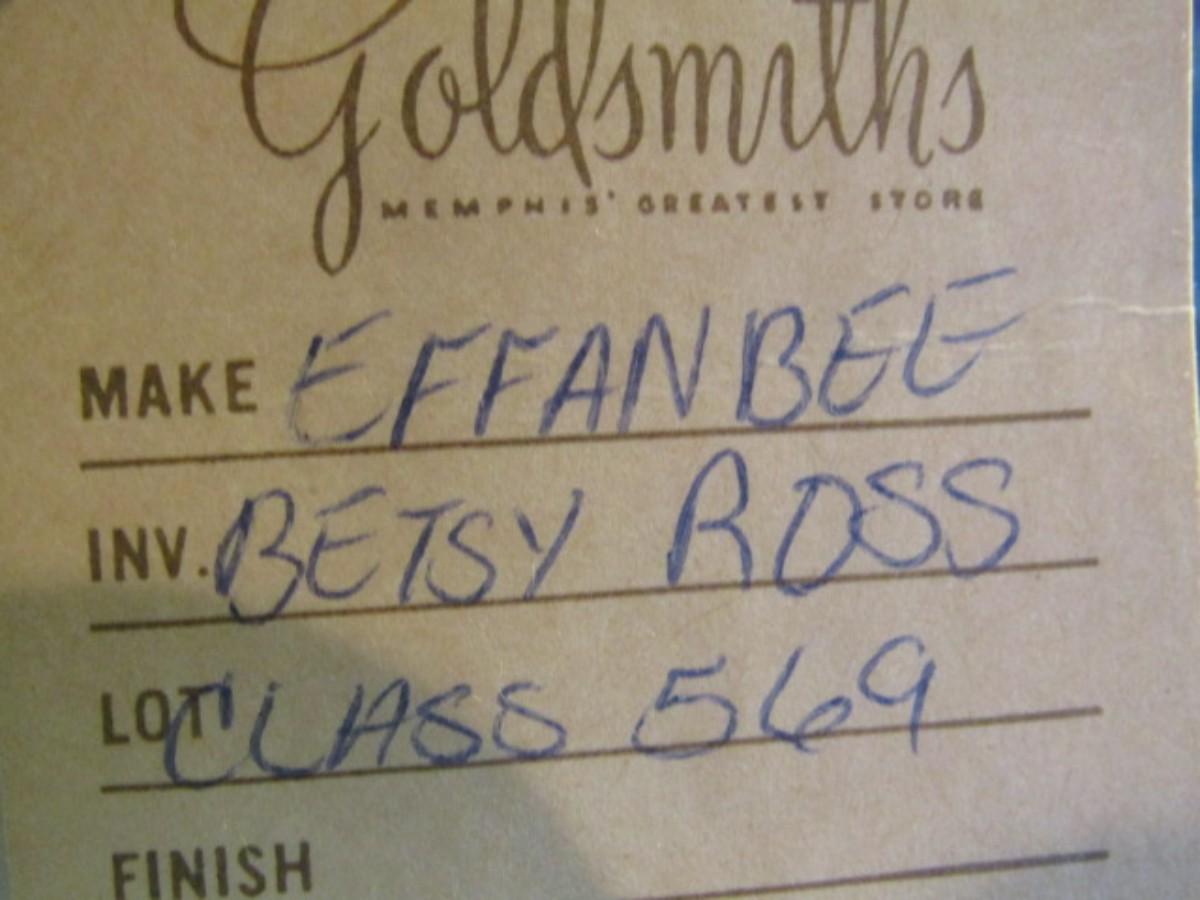 Goldsmiths
MEMPHIS' GREATEST STORE
MAKE EFFANBEE
INV. BETSY ROSS
LOT CLASS 569
FINISH